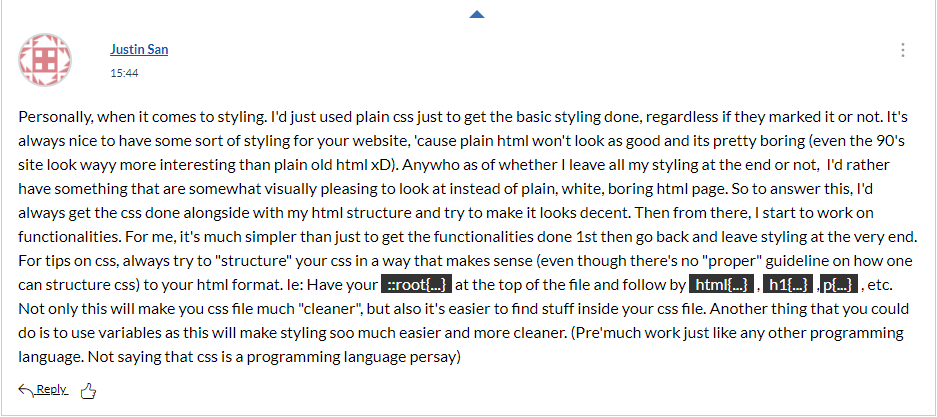 Justin San
15:44
Personally, when it comes to styling. I'd just used plain css just to get the basic styling done, regardless if they marked it or not. It's
always nice to have some sort of styling for your website, 'cause plain html won't look as good and its pretty boring (even the 90's
site look wayy more interesting than plain old html xD). Anywho as of whether I leave all my styling at the end or not,  I'd rather
have something that are somewhat visually pleasing to look at instead of plain, white, boring html page. So to answer this, I'd
always get the css done alongside with my html structure and try to make it looks decent. Then from there, I start to work on
functionalities. For me, it's much simpler than just to get the functionalities done 1st then go back and leave styling at the very end.
For tips on css, always try to "structure" your css in a way that makes sense (even though there's no "proper" guideline on how one
can structure css) to your html format. Ie: Have your ::root{...} at the top of the file and follow by html{...} , h1{...} ,p{...} , etc.
Not only this will make you css file much "cleaner", but also it's easier to find stuff inside your css file. Another thing that you could
do is to use variables as this will make styling soo much easier and more cleaner. (Pre'much work just like any other programming
language. Not saying that css is a programming language persay)
Reply